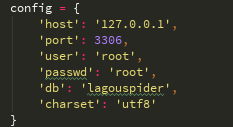 config = {
    'host': '127.0.0.1',
    'port': 3306,
    'user': 'root',
    'passwd': 'root',
    'db': 'lagouspider',
    'charset': 'utf8'
}